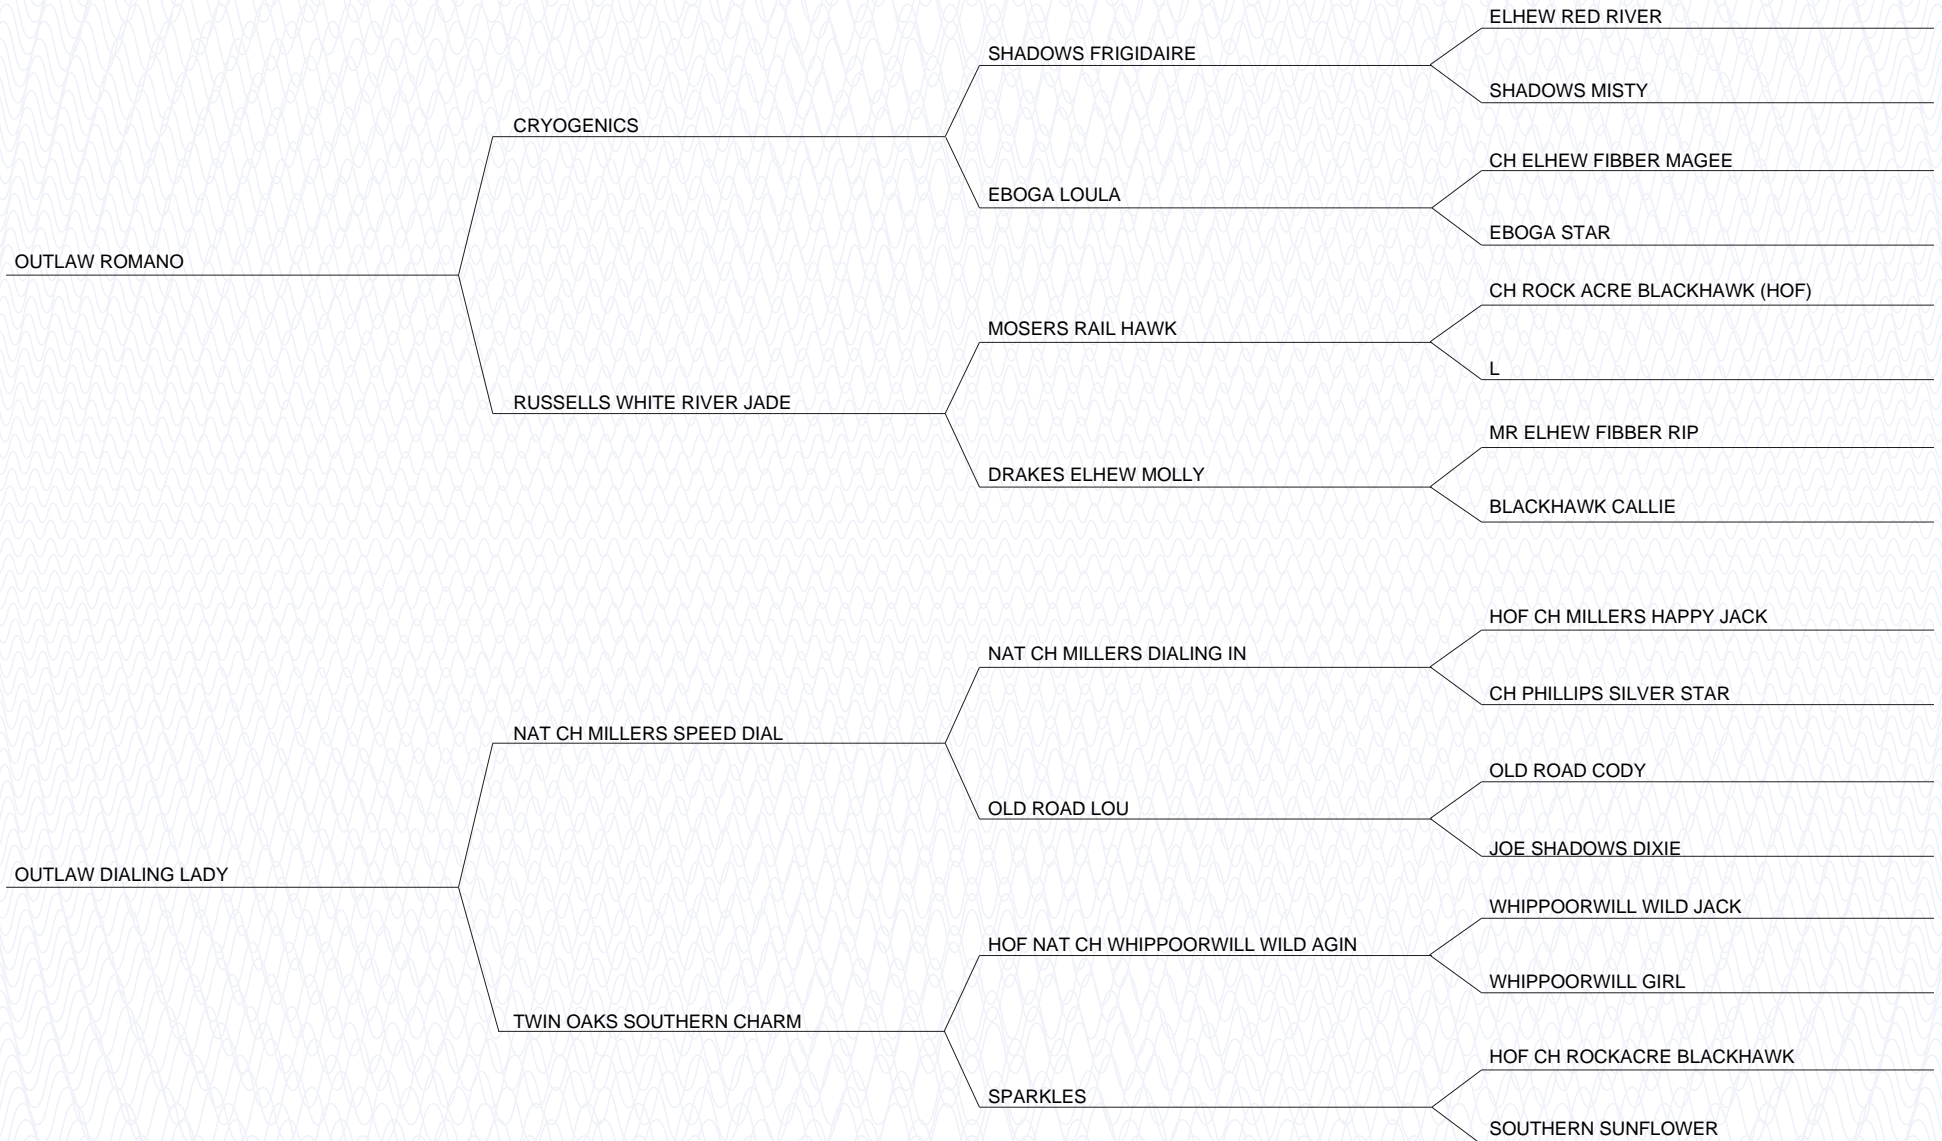 ELHEW RED RIVER
SHADOWS FRIGIDAIRE
SHADOWS MISTY
CRYOGENICS
CH ELHEW FIBBER MAGEE
EBOGA LOULA
EBOGA STAR
OUTLAW ROMANO
CH ROCK ACRE BLACKHAWK (HOF)
MOSERS RAIL HAWK
L
RUSSELLS WHITE RIVER JADE
MR ELHEW FIBBER RIP
DRAKES ELHEW MOLLY
BLACKHAWK CALLIE
HOF CH MILLERS HAPPY JACK
NAT CH MILLERS DIALING IN
CH PHILLIPS SILVER STAR
NAT CH MILLERS SPEED DIAL
OLD ROAD CODY
OLD ROAD LOU
JOE SHADOWS DIXIE
OUTLAW DIALING LADY
WHIPPOORWILL WILD JACK
HOF NAT CH WHIPPOORWILL WILD AGIN
WHIPPOORWILL GIRL
TWIN OAKS SOUTHERN CHARM
HOF CH ROCKACRE BLACKHAWK
SPARKLES
SOUTHERN SUNFLOWER